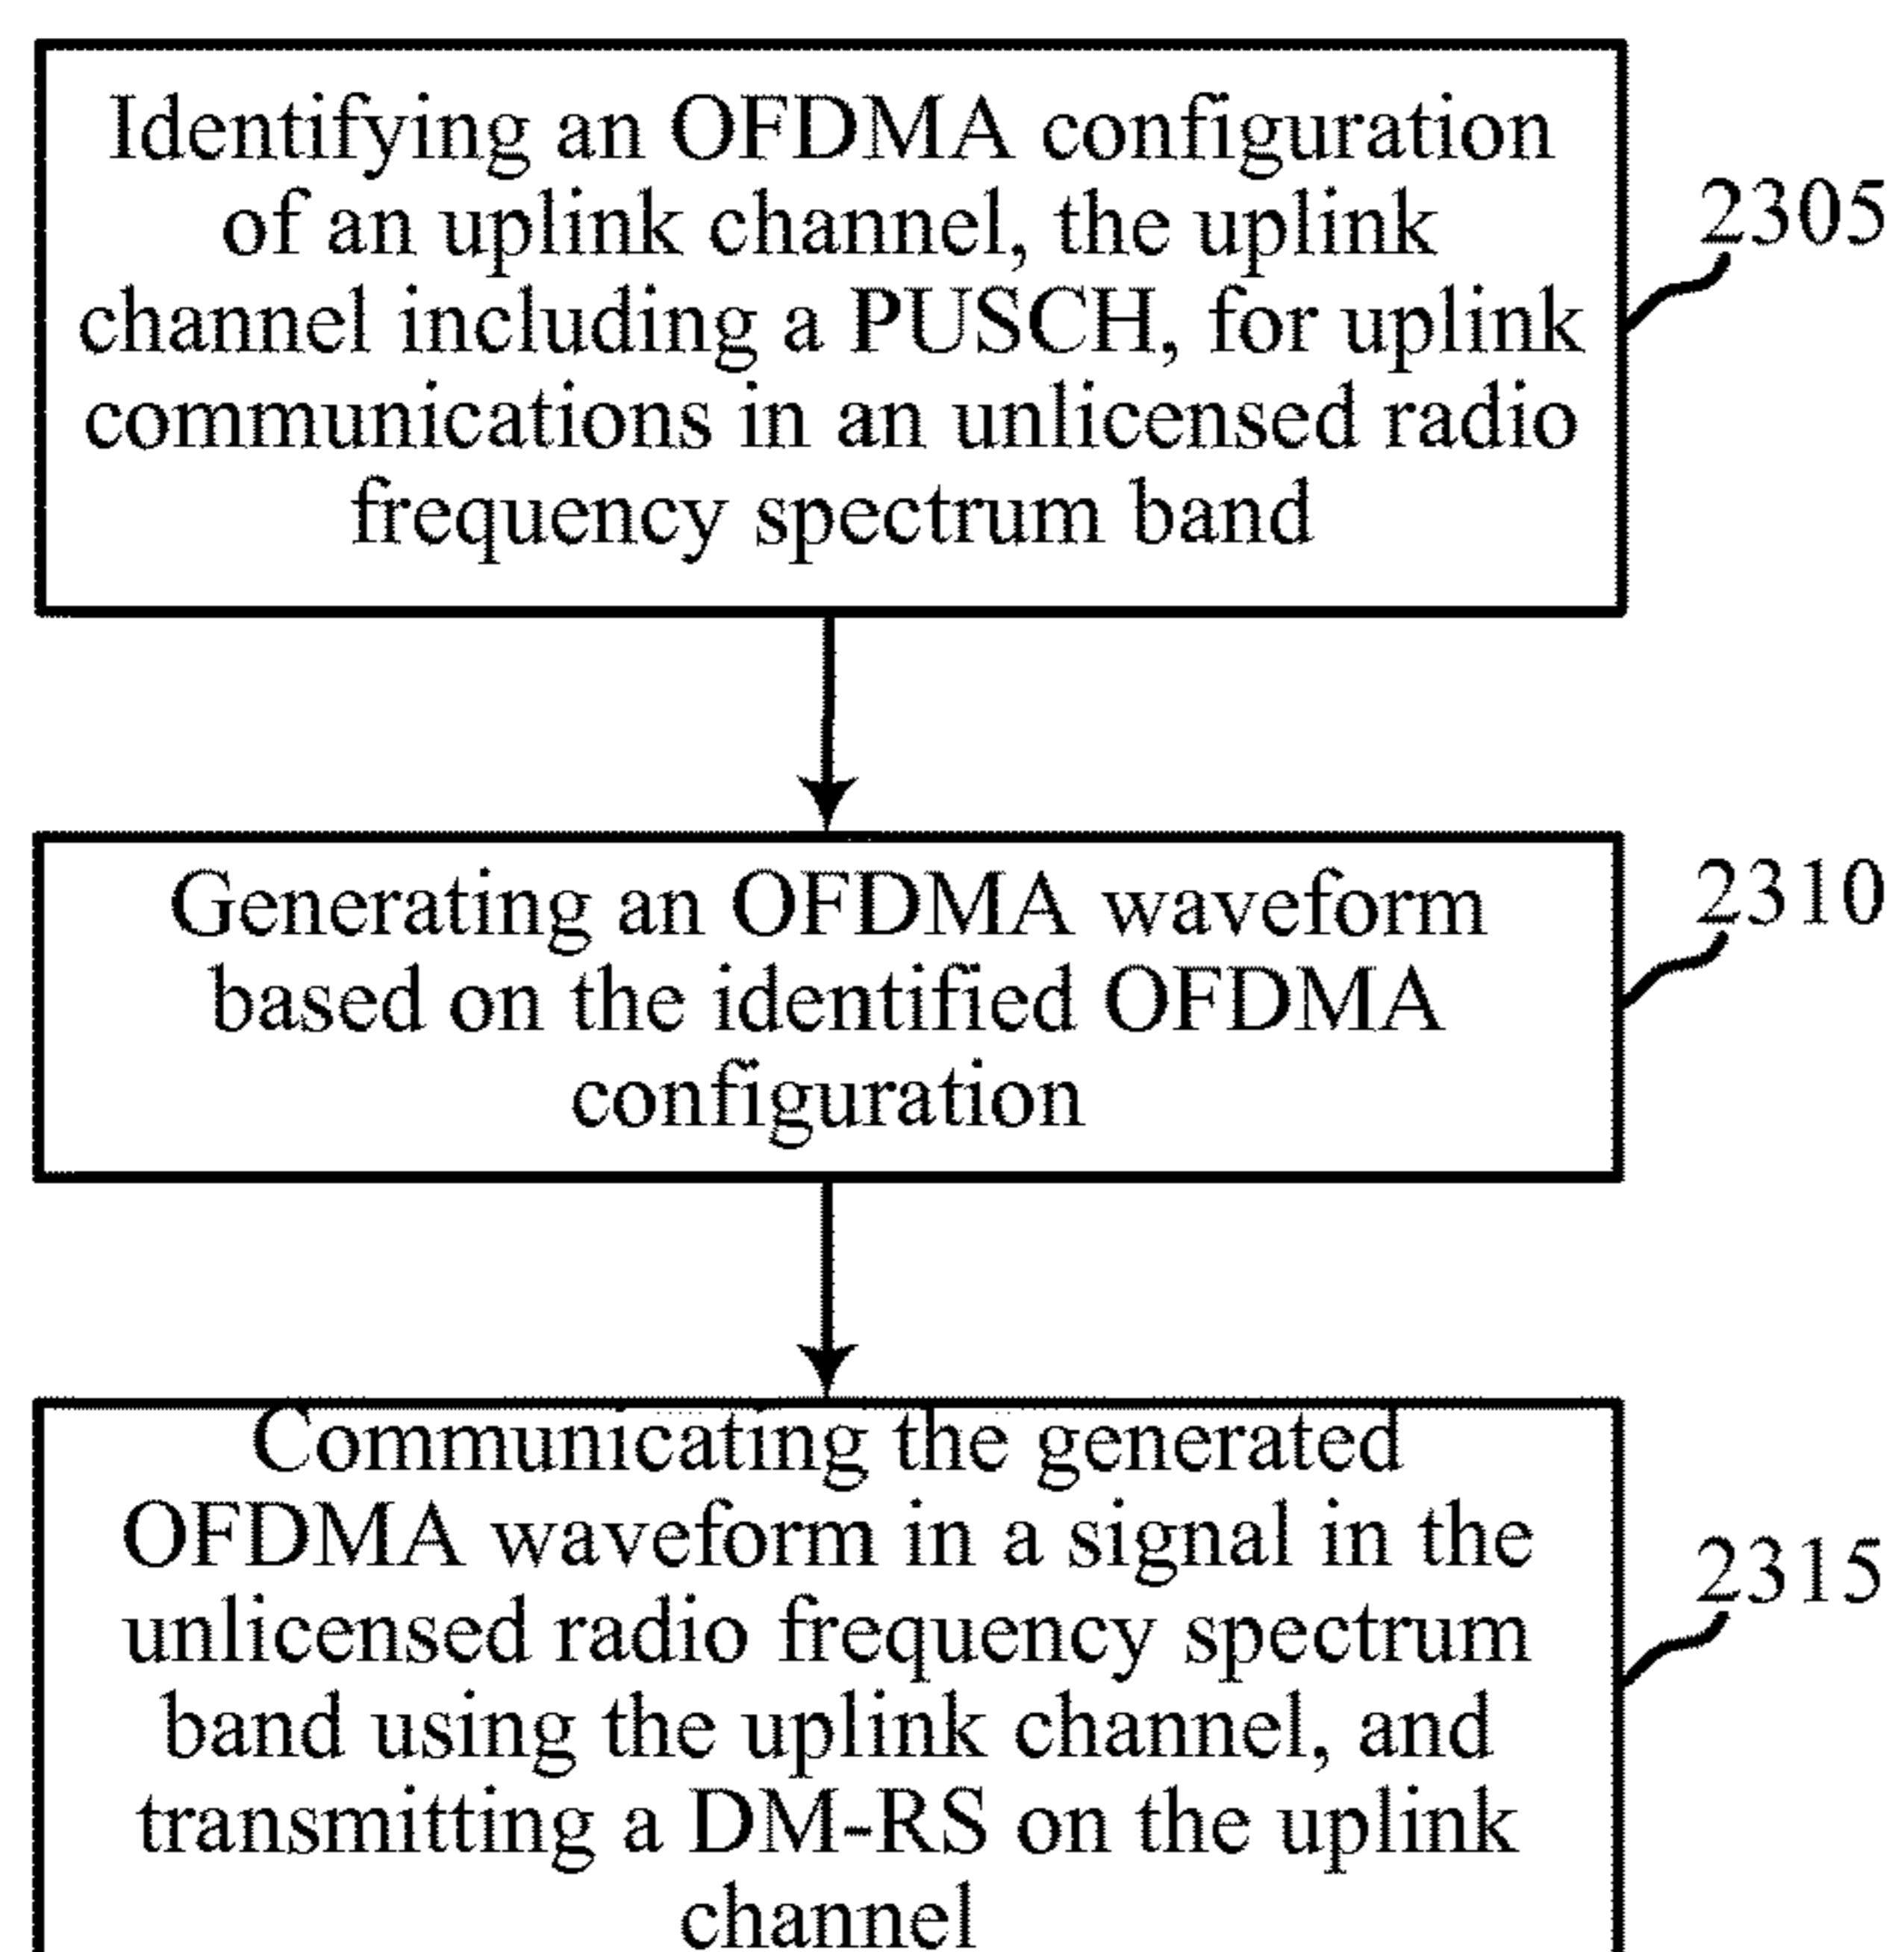 Identifying an OFDMA configuration
of an uplink channel, the uplink
channel including a PUSCH, for uplink
communications in an unlicensed radio
frequency spectrum band
2305
Generating an OFDMA waveform
based on the identified OFDMA
configuration
2310
Communicating the generated
OFDMA waveform in a signal in the
unlicensed radio frequency spectrum
band using the uplink channel, and
transmitting a DM-RS on the uplink
channel
2315